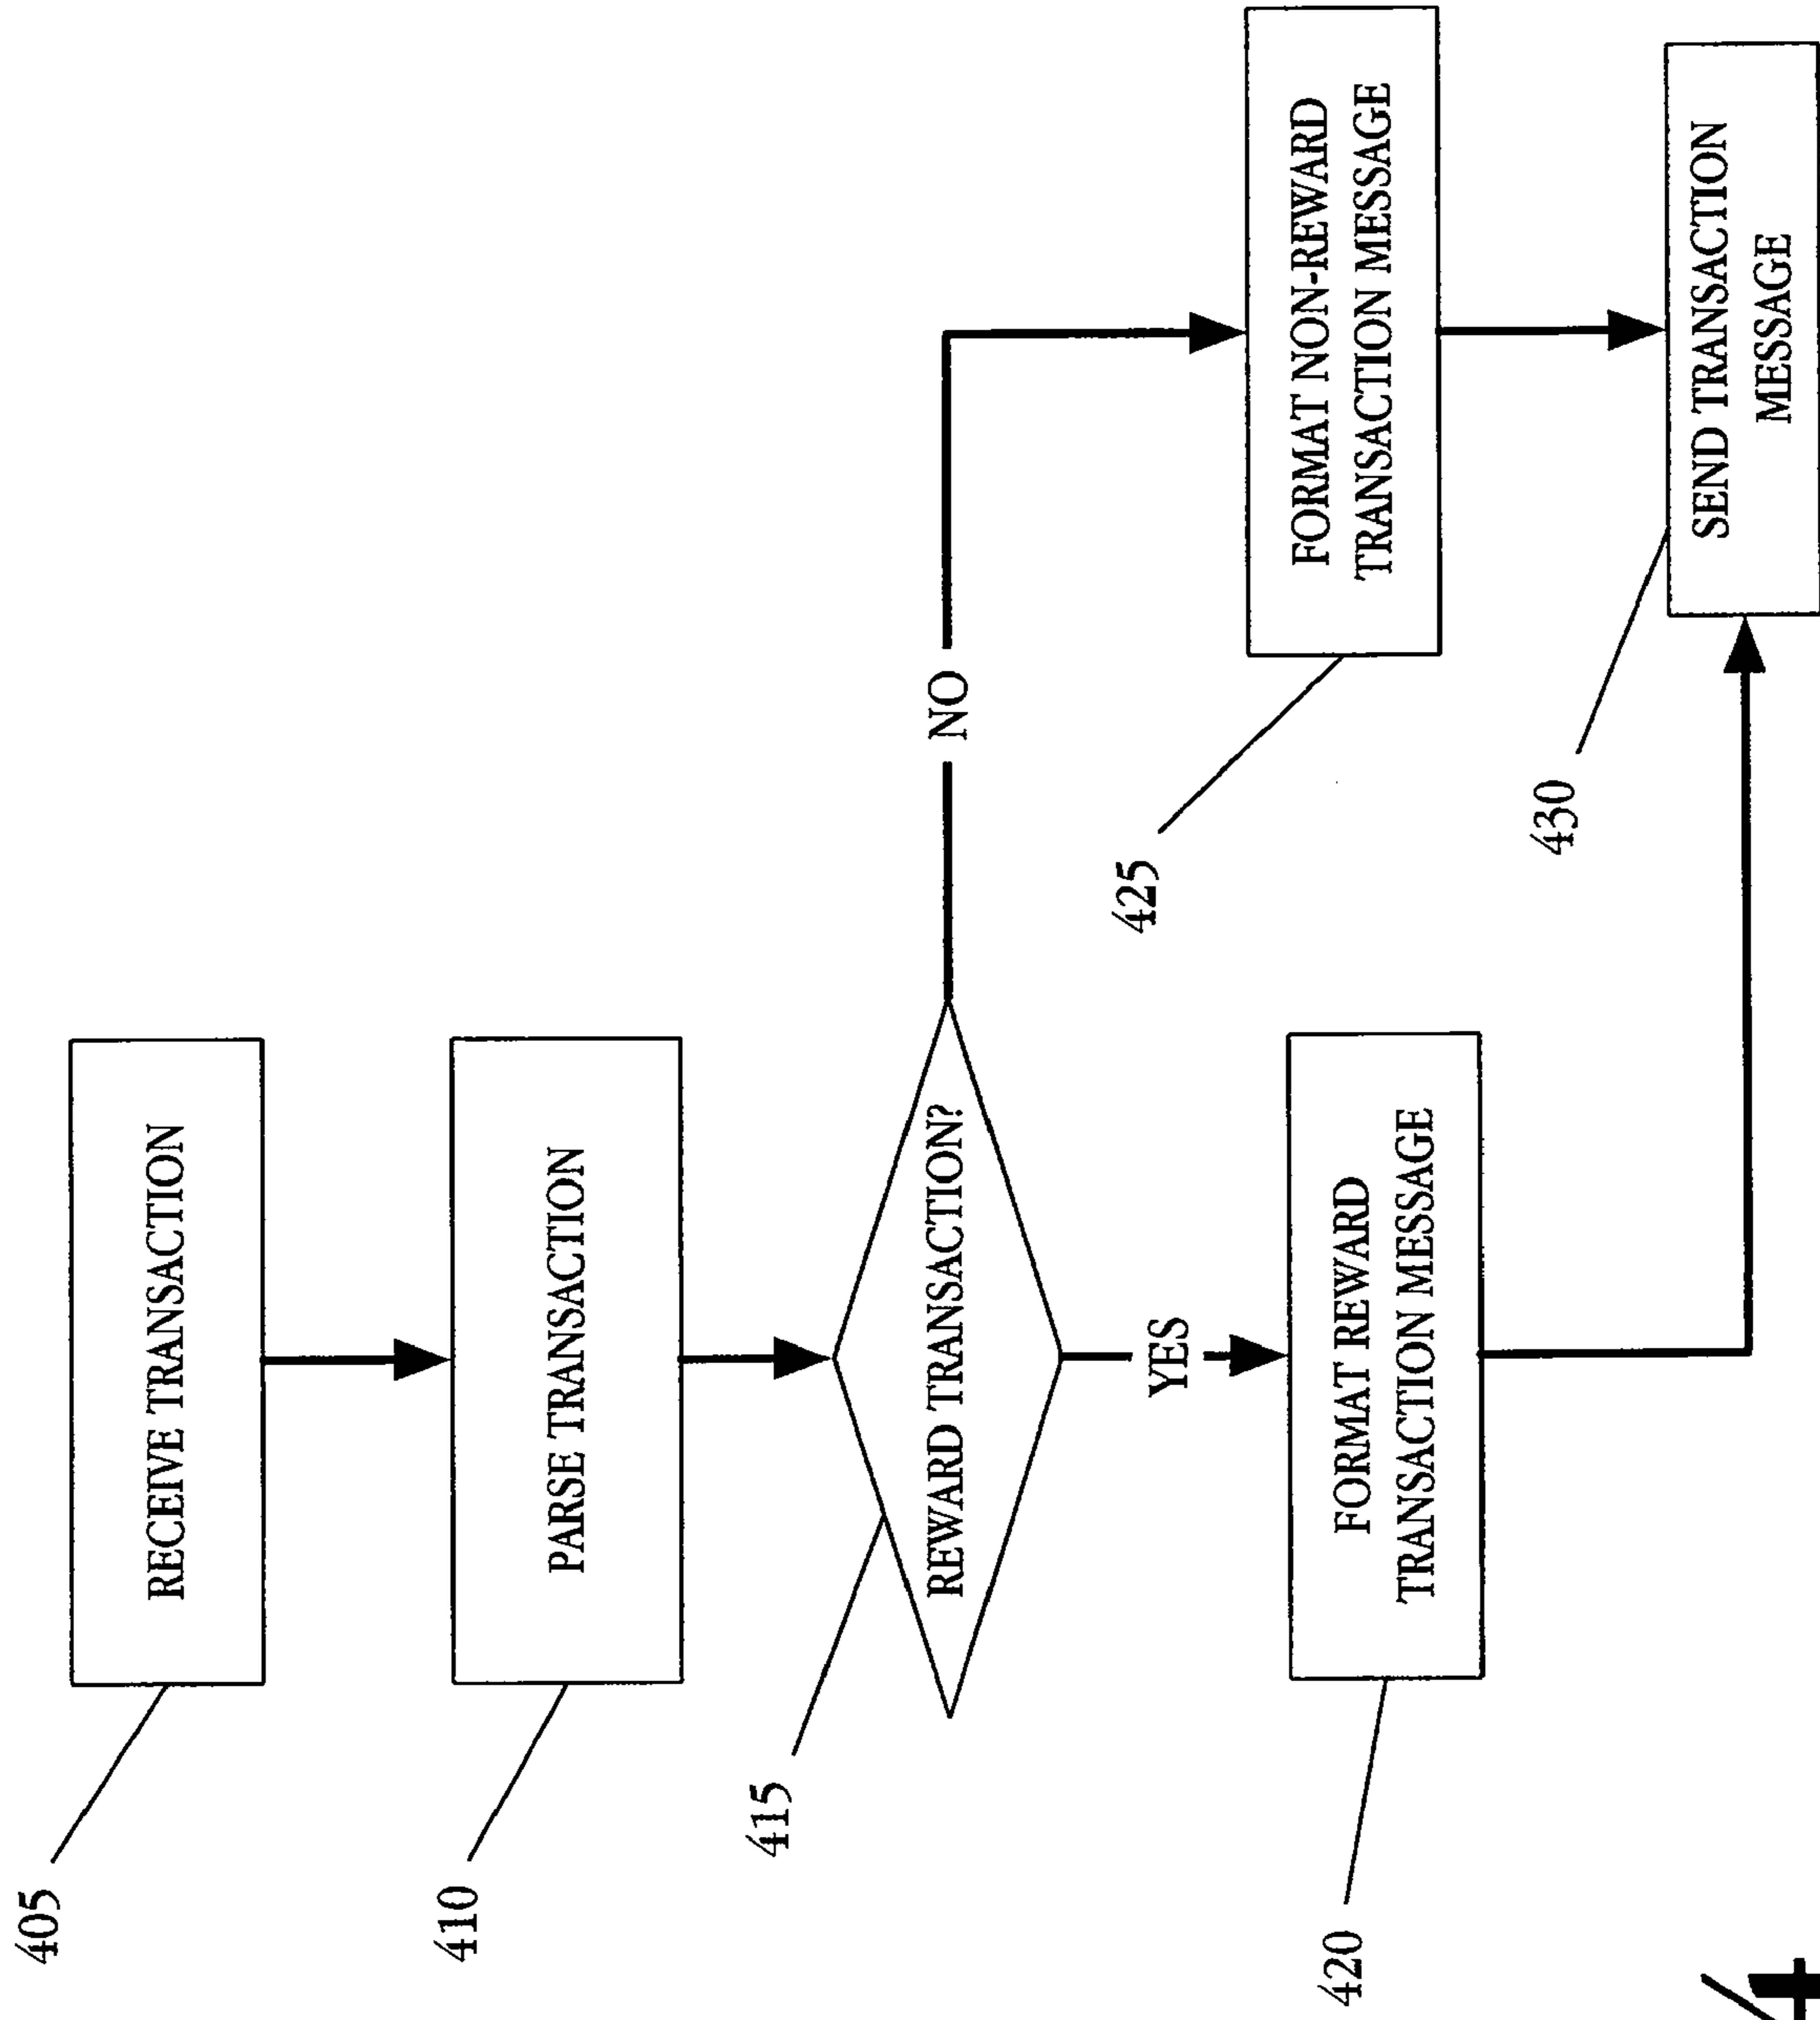 405
RECEIVE TRANSACTION
410
PARSE TRANSACTION
415
REWARD TRANSACTION?
NO
YES
420
FORMAT REWARD
TRANSACTION MESSAGE
425
FORMAT NON-REWARD
TRANSACTION MESSAGE
430
SEND TRANSACTION
MESSAGE